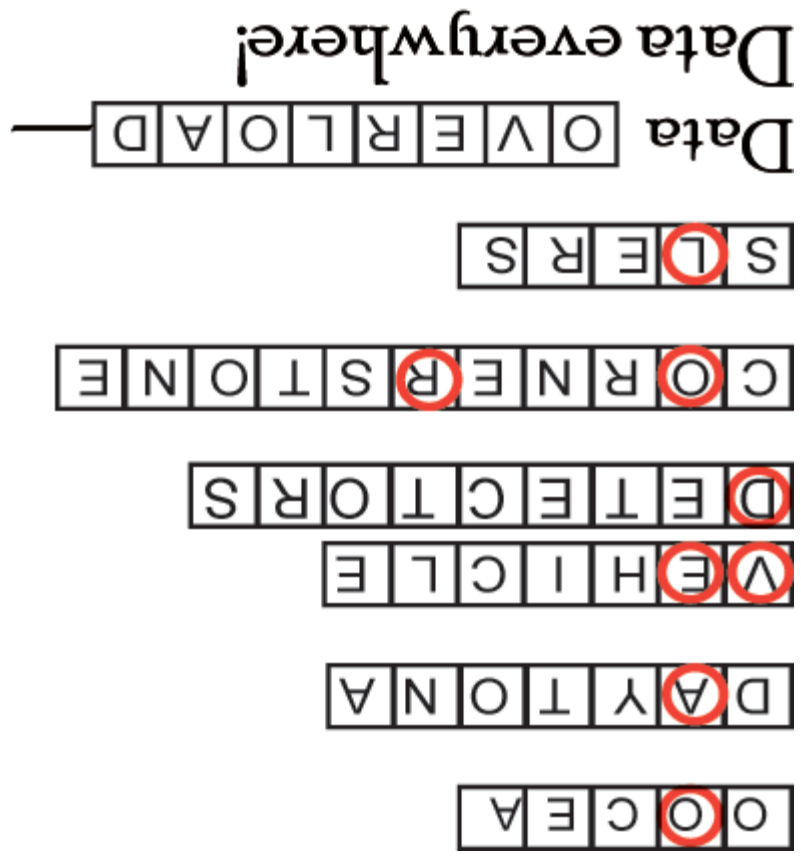 OOCEA
DAYTONA
VEHICLE
DETECTORS
CORNERSTONE
SLERS
Data OVERLOAD—
Data everywhere!